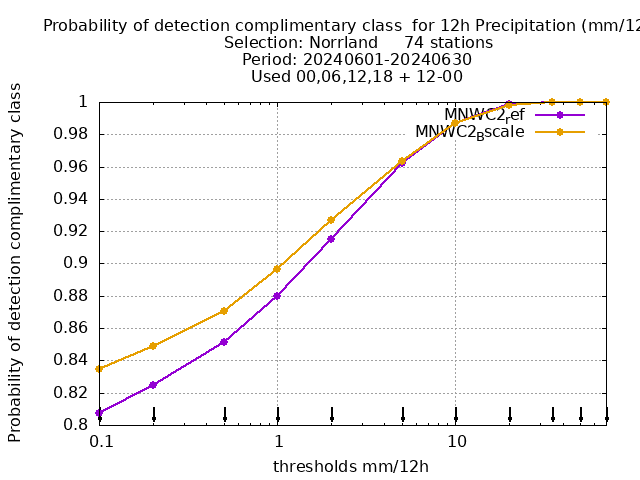 Probability of detection complimentary class  for 12h Precipitation (mm/12
Selection: Norrland     74 stations
Period: 20240601-20240630
Used 00,06,12,18 + 12-00
Probability of detection complimentary class
1
0.98
0.96
0.94
0.92
0.9
0.88
0.86
0.84
0.82
0.8
MNWC2ref
MNWC2Bscale
0.1
1
10
thresholds mm/12h